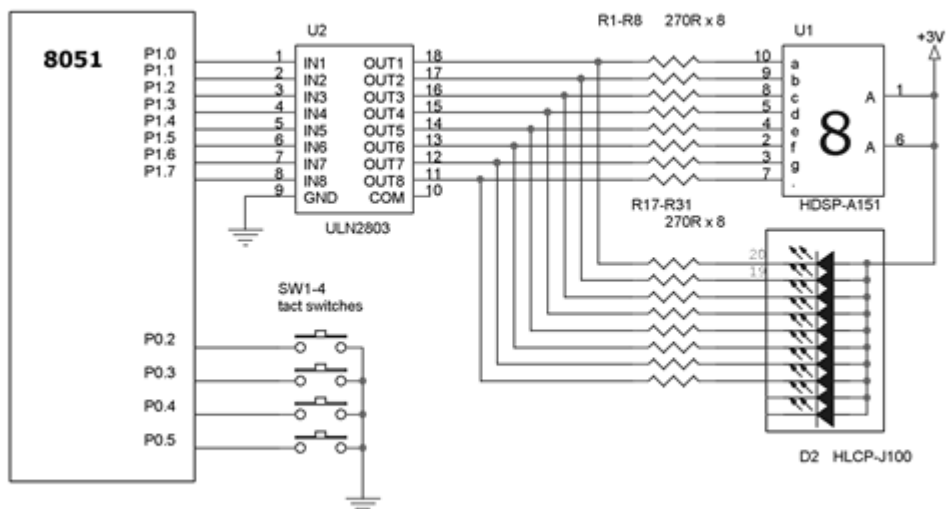 8051
P1.0
P1.1
P1.2
P1.3
P1.4
P1.5
P1.6
P1.7
P0.2
P0.3
P0.4
P0.5
U2
1 IN1 OUT1 18
2 IN2 OUT2 17
3 IN3 OUT3 16
4 IN4 OUT4 15
5 IN5 OUT5 14
6 IN6 OUT6 13
7 IN7 OUT7 12
8 IN8 OUT8 11
9 GND COM 10
ULN2803
SW1-4
tact switches
R1-R8 270R x 8
R17-R31
270R x 8
U1
10 a
9 b
8 c
5 d
4 e
2 f
3 g
7 .
8
A 1
A 6
HDSP-A151
+3V
20
19
D2 HLCP-J100